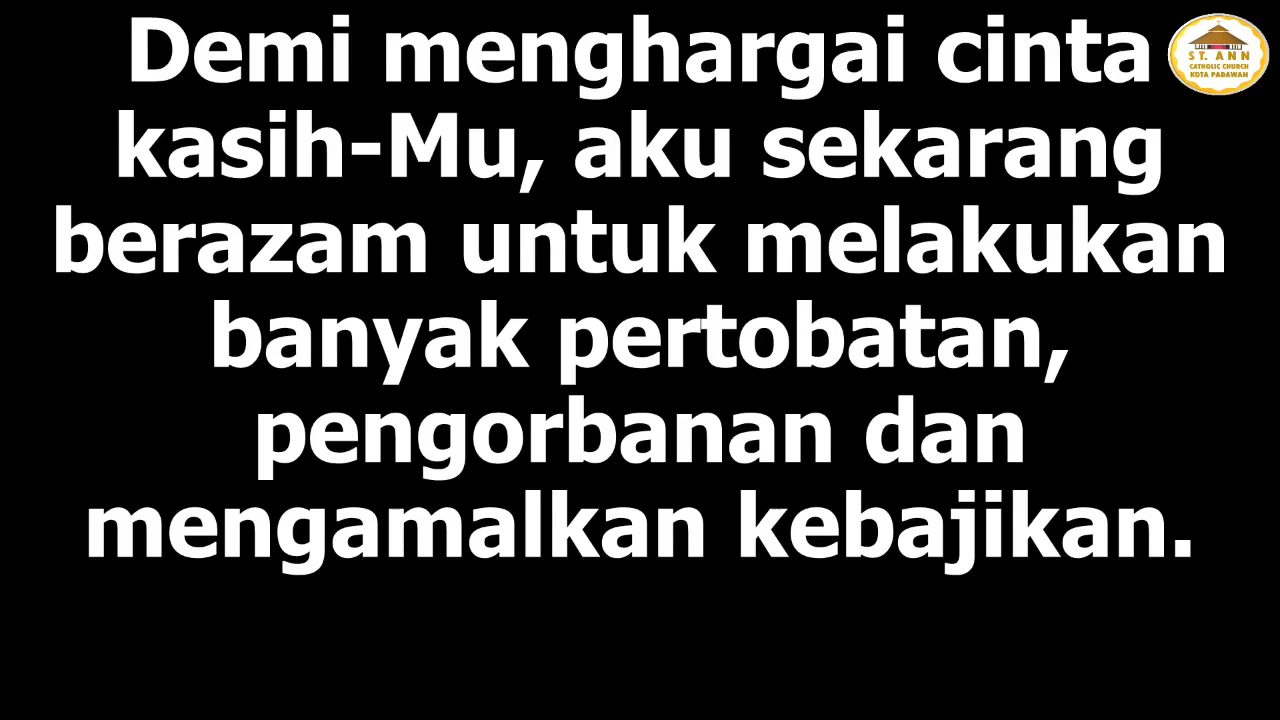 Demi menghargai cinta
kasih-Mu, aku sekarang
berazam untuk melakukan
banyak pertobatan,
pengorbanan dan
mengamalkan kebajikan.
ST. ANN
CATHOLIC CHURCH
KOTA PADAWAN